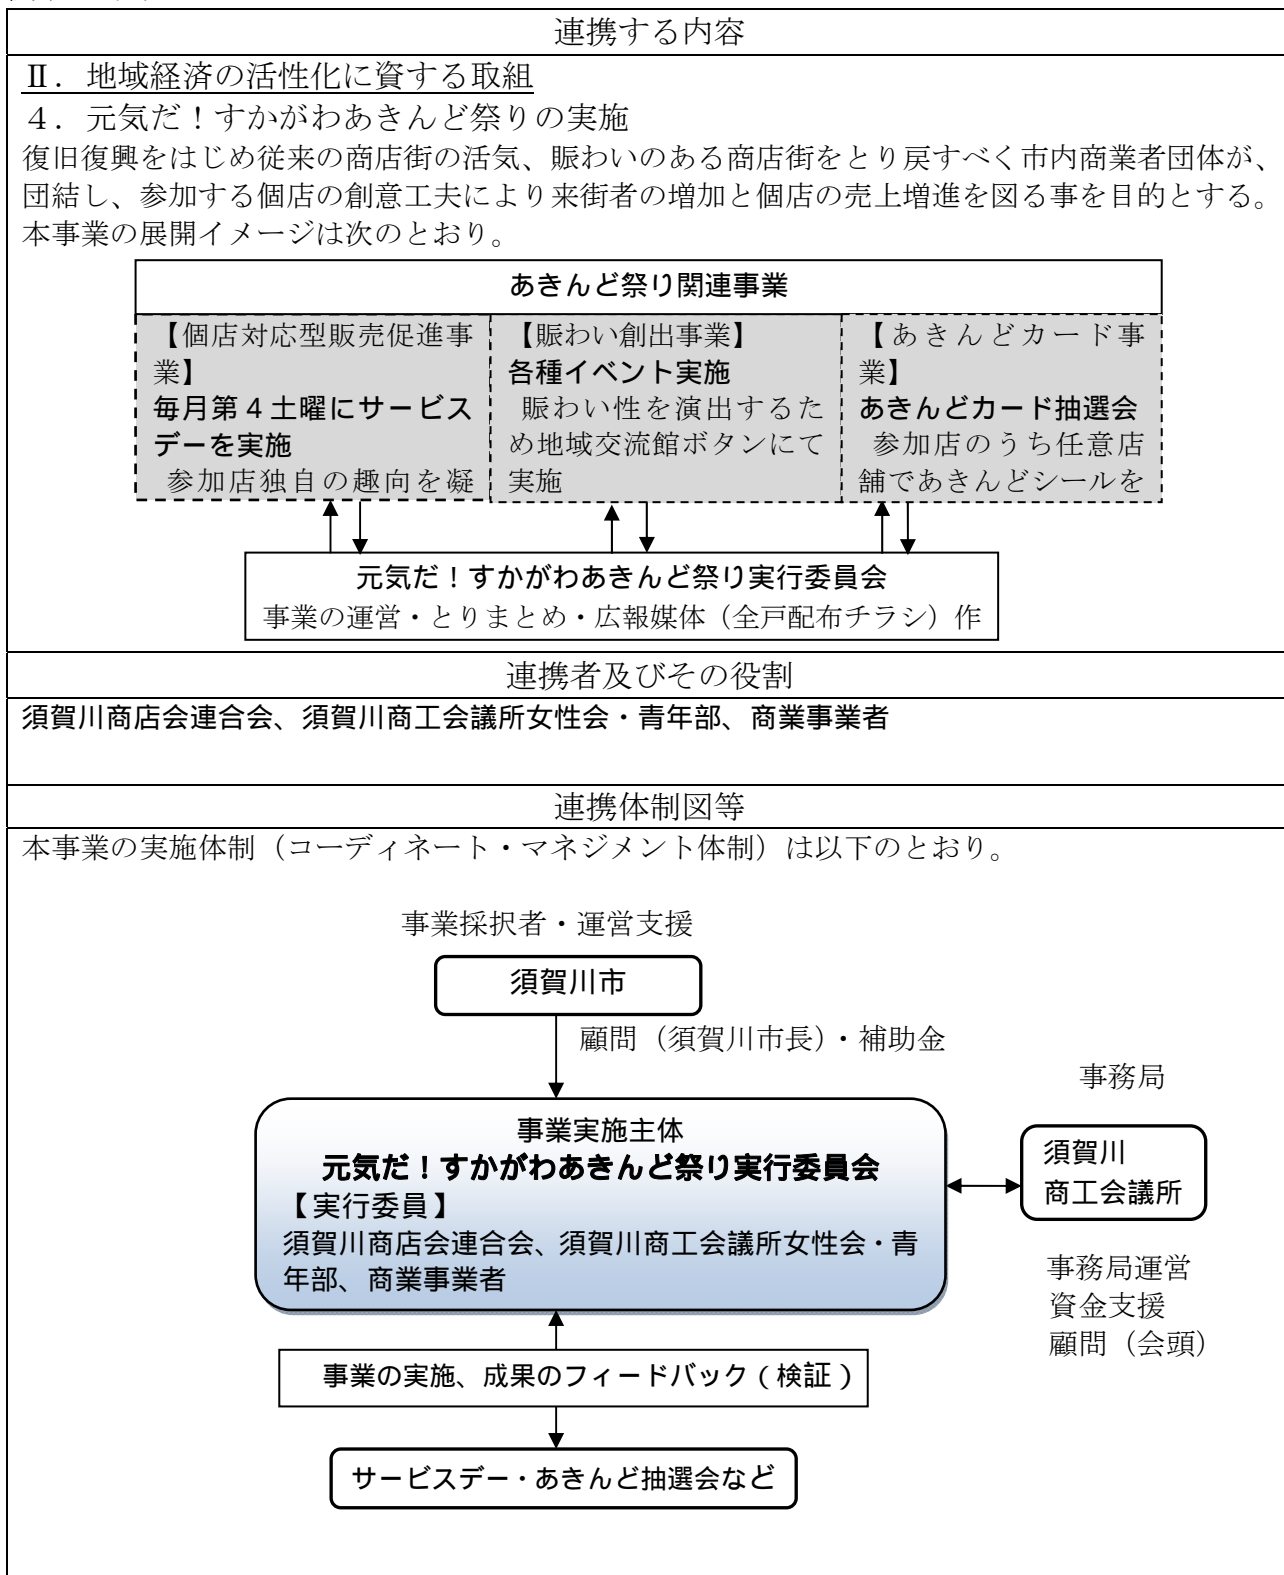 連携する内容
Ⅱ．地域経済の活性化に資する取組
４．元気だ！すかがわあきんど祭りの実施
復旧復興をはじめ従来の商店街の活気、賑わいのある商店街をとり戻すべく市内商業者団体が、
団結し、参加する個店の創意工夫により来街者の増加と個店の売上増進を図る事を目的とする。
本事業の展開イメージは次のとおり。
あきんど祭り関連事業
【個店対応型販売促進事
業】
毎月第４土曜にサービス
デーを実施
参加店独自の趣向を凝
【賑わい創出事業】
各種イベント実施
賑わい性を演出するた
め地域交流館ボタンにて
実施
【あきんどカード事
業】
あきんどカード抽選会
参加店のうち任意店
舗であきんどシールを
元気だ！すかがわあきんど祭り実行委員会
事業の運営・とりまとめ・広報媒体（全戸配布チラシ）作
連携者及びその役割
須賀川商店会連合会、須賀川商工会議所女性会・青年部、商業事業者
連携体制図等
本事業の実施体制（コーディネート・マネジメント体制）は以下のとおり。
事業採択者・運営支援
須賀川市
顧問（須賀川市長）・補助金
事務局
事業実施主体
元気だ！すかがわあきんど祭り実行委員会
【実行委員】
須賀川商店会連合会、須賀川商工会議所女性会・青
年部、商業事業者
須賀川
商工会議所
事務局運営
資金支援
顧問（会頭）
事業の実施、成果のフィードバック（検証）
サービスデー・あきんど抽選会など